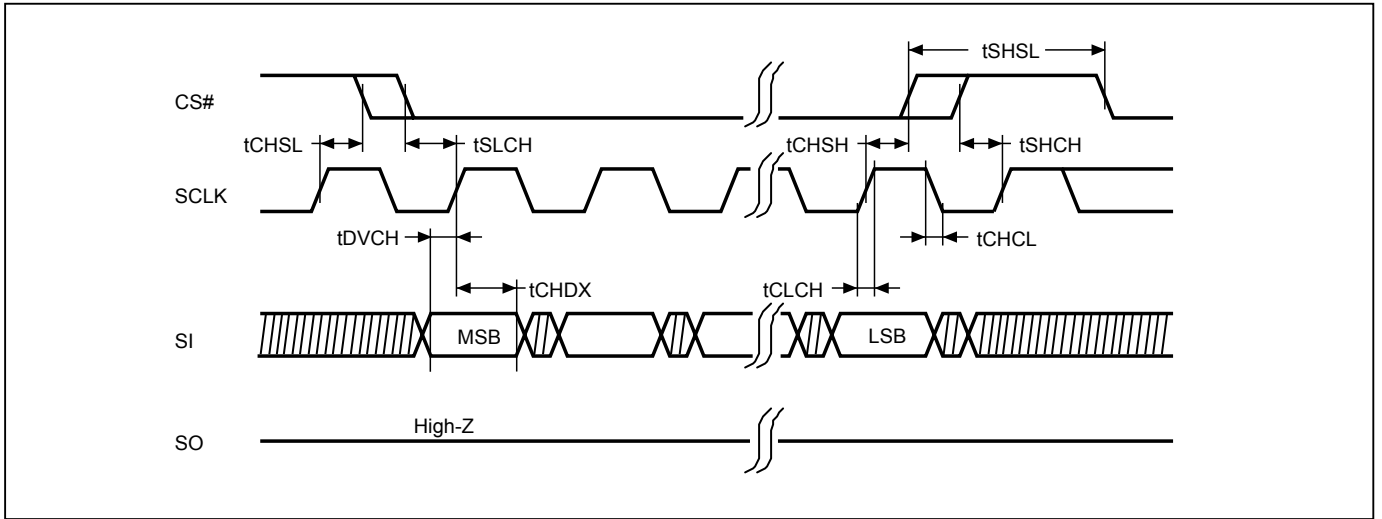 tSHSL
CS#
tCHSL
tSLCH
tCHSH
tSHCH
SCLK
tDVCH
tCHCL
tCHDX
tCLCH
SI
MSB
LSB
High-Z
SO